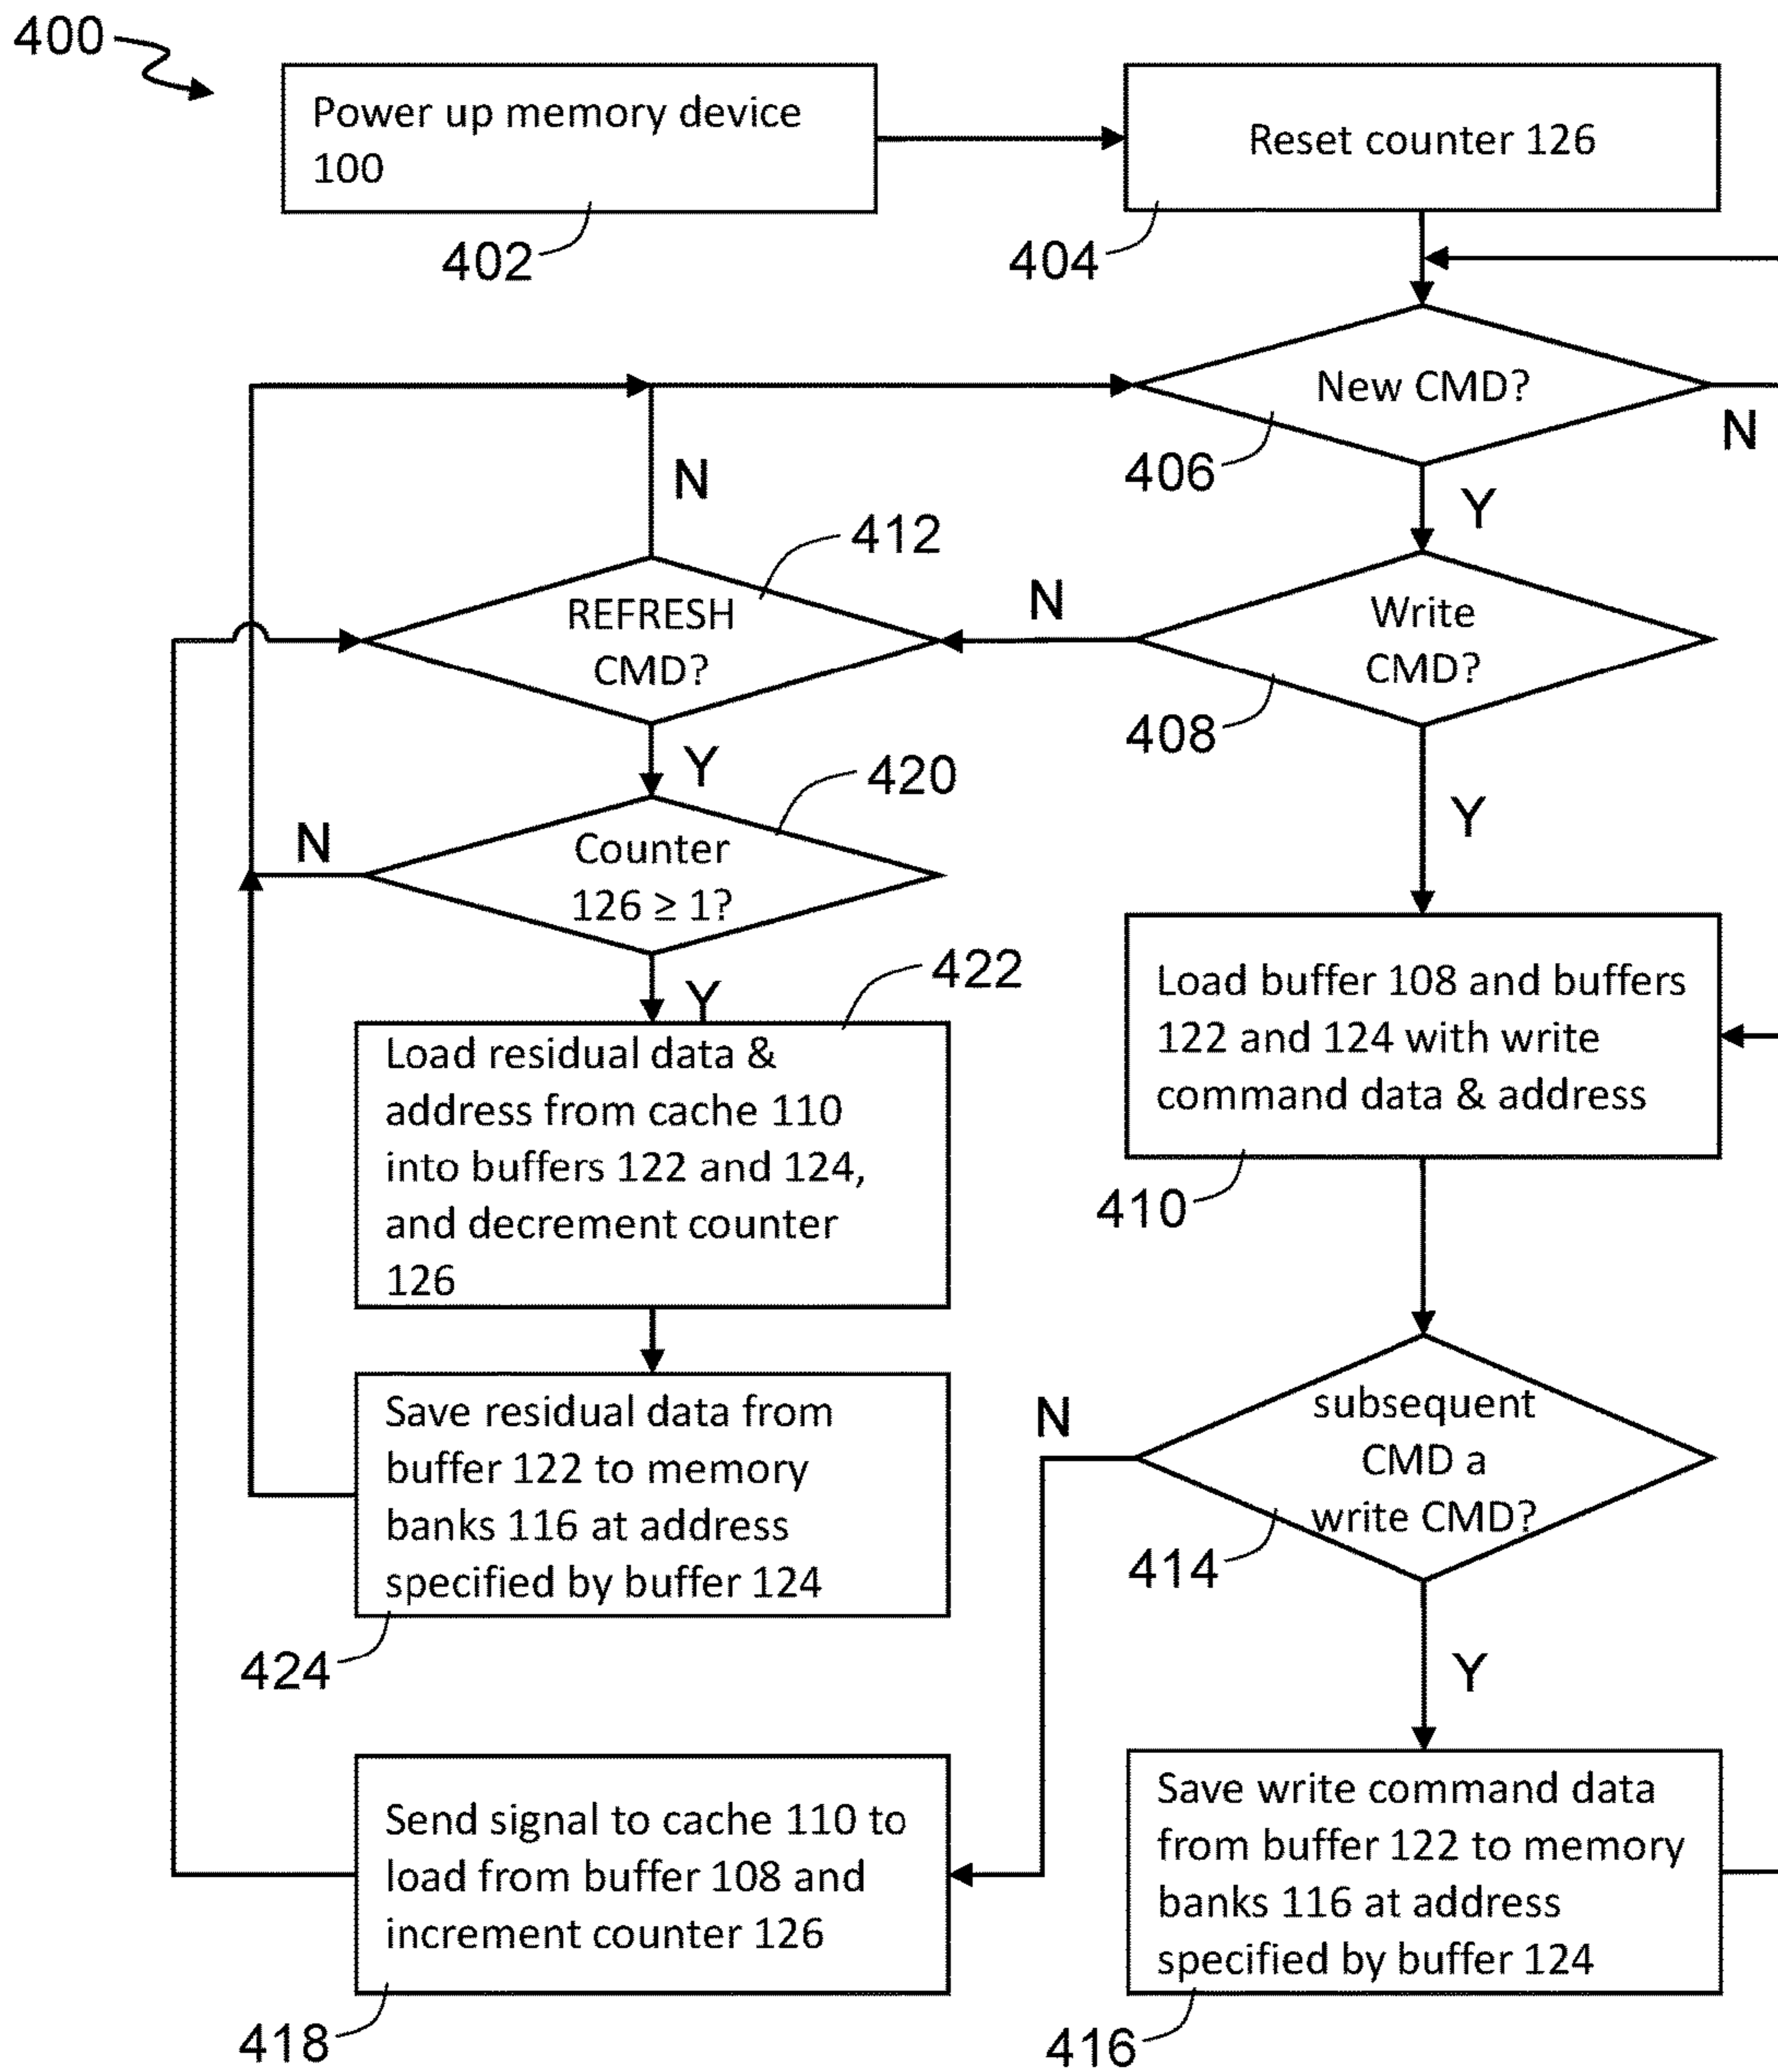 400
Power up memory device
100
402
Reset counter 126
404
New CMD?
406
N
Y
N
412
REFRESH
CMD?
N
Write
CMD?
408
Y
420
N
Counter
126 ≥ 1?
Y
422
Y
Load residual data &
address from cache 110
into buffers 122 and 124,
and decrement counter
126
Load buffer 108 and buffers
122 and 124 with write
command data & address
410
Save residual data from
buffer 122 to memory
banks 116 at address
specified by buffer 124
424
N
subsequent
CMD a
write CMD?
414
Y
Send signal to cache 110 to
load from buffer 108 and
increment counter 126
418
Save write command data
from buffer 122 to memory
banks 116 at address
specified by buffer 124
416